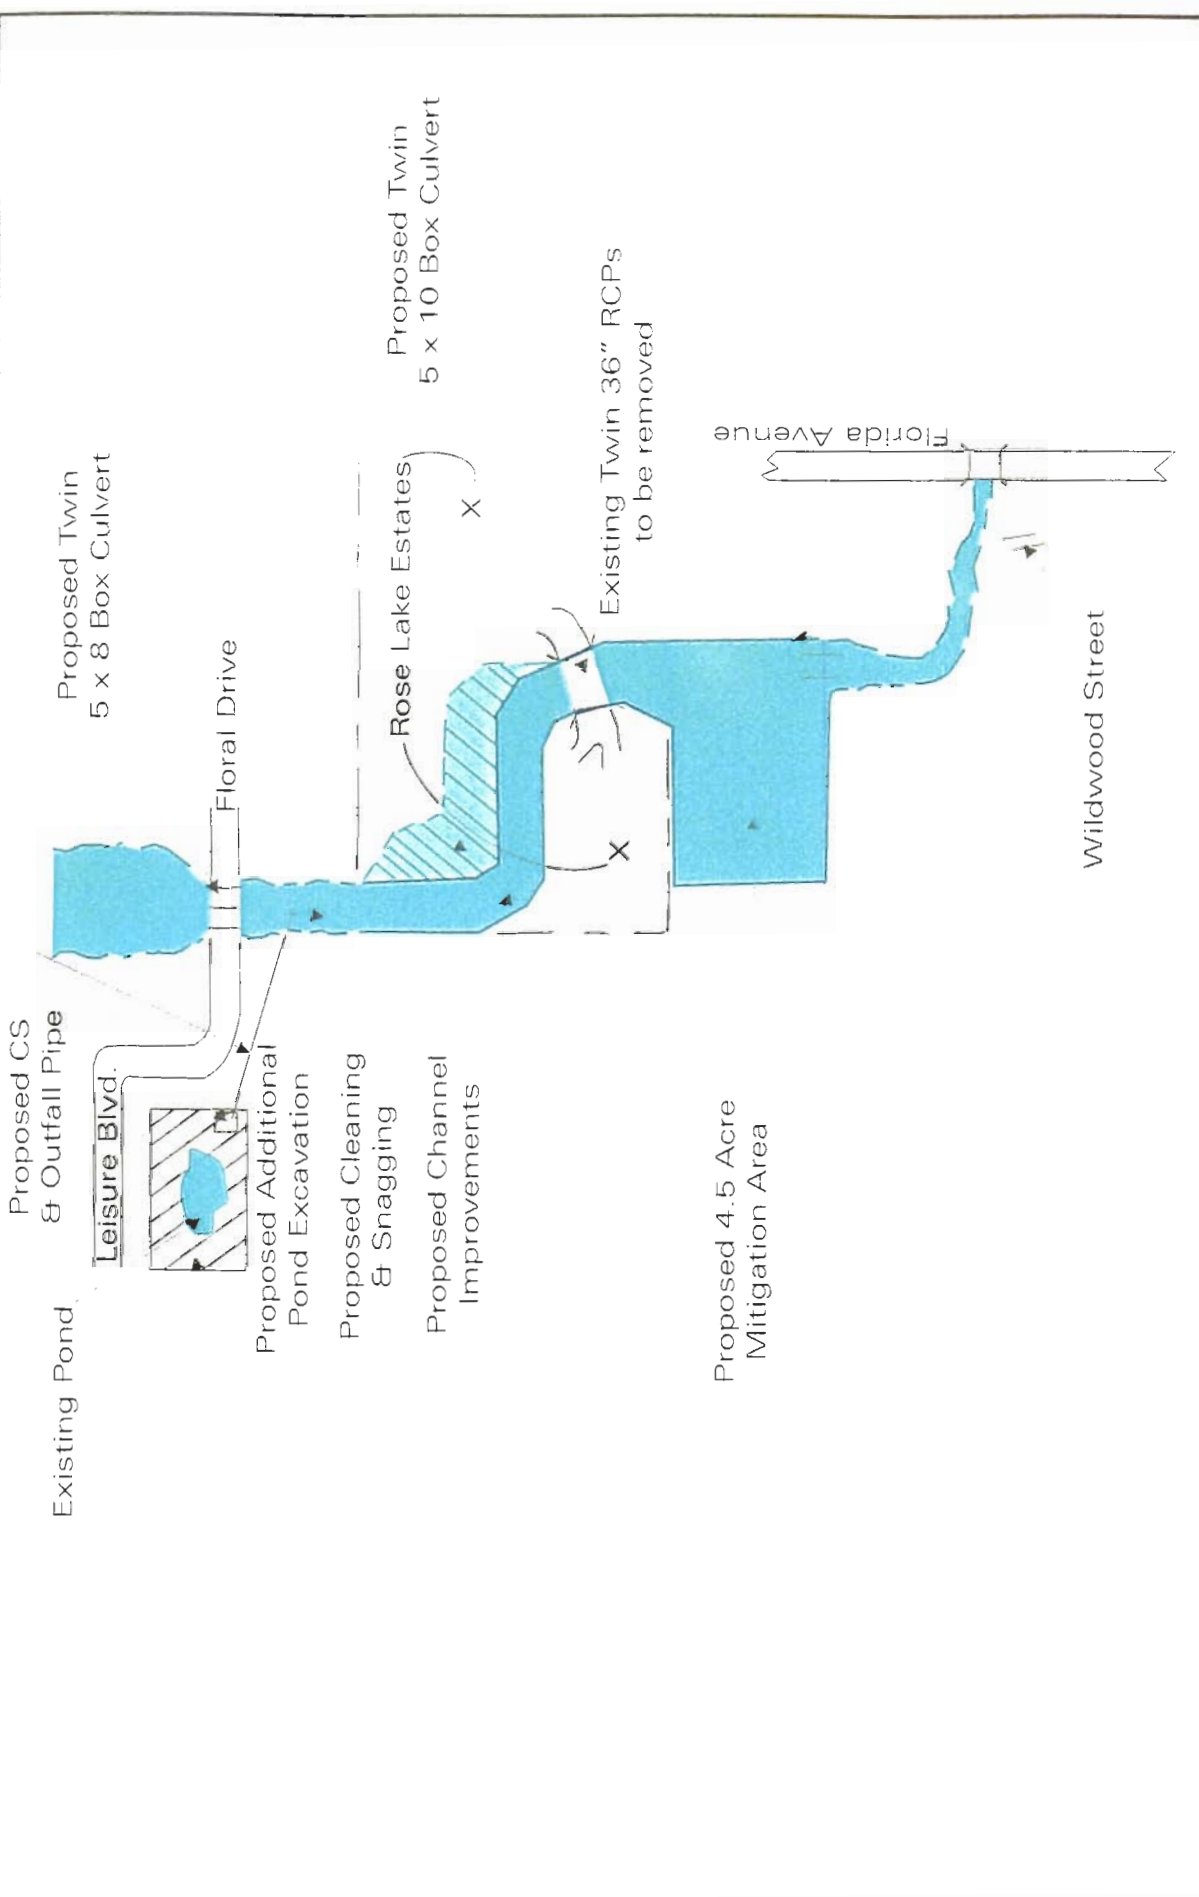 Proposed CS
& Outfall Pipe
Existing Pond
Leisure Blvd.
Proposed Twin
5 x 8 Box Culvert
Floral Drive
Proposed Additional
Pond Excavation
Proposed Cleaning
& Snagging
Proposed Channel
Improvements
Rose Lake Estates
X
X
Proposed Twin
5 x 10 Box Culvert
Existing Twin 36" RCPs
to be removed
Proposed 4.5 Acre
Mitigation Area
Florida Avenue
Wildwood Street